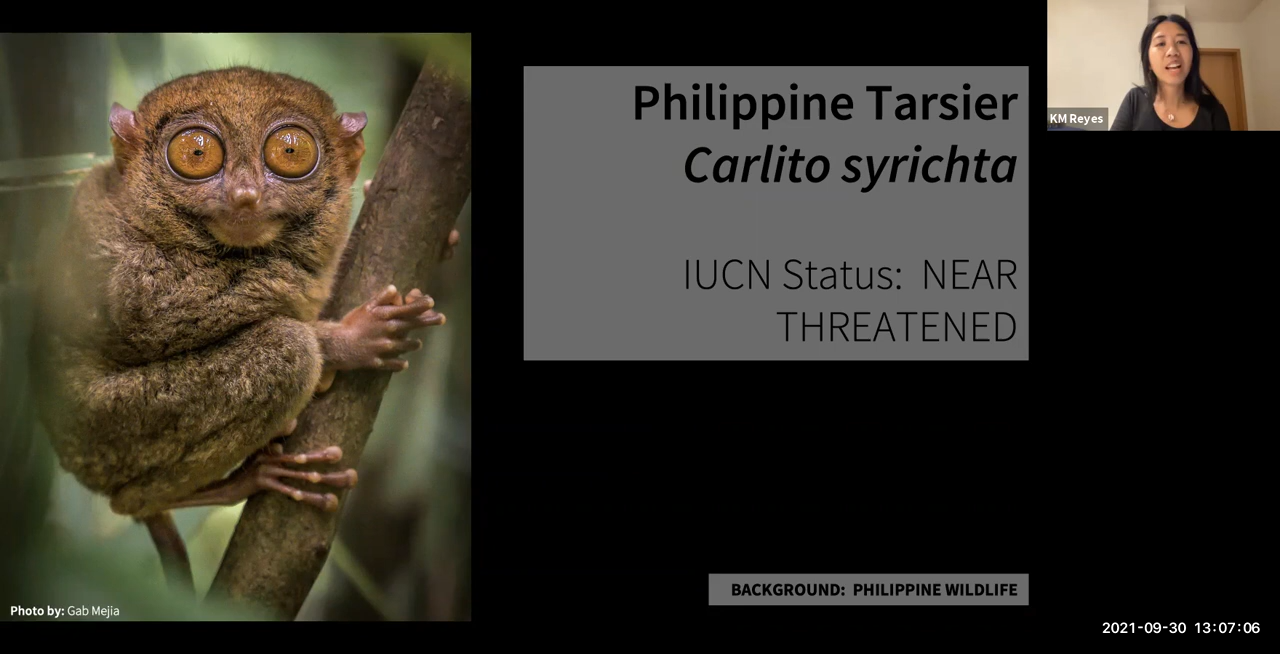 Philippine Tarsier
Carlito syrichta
IUCN Status: NEAR
THREATENED
KM Reyes
BACKGROUND: PHILIPPINE WILDLIFE
Photo by: Gab Mejia
2021-09-30 13:07:06